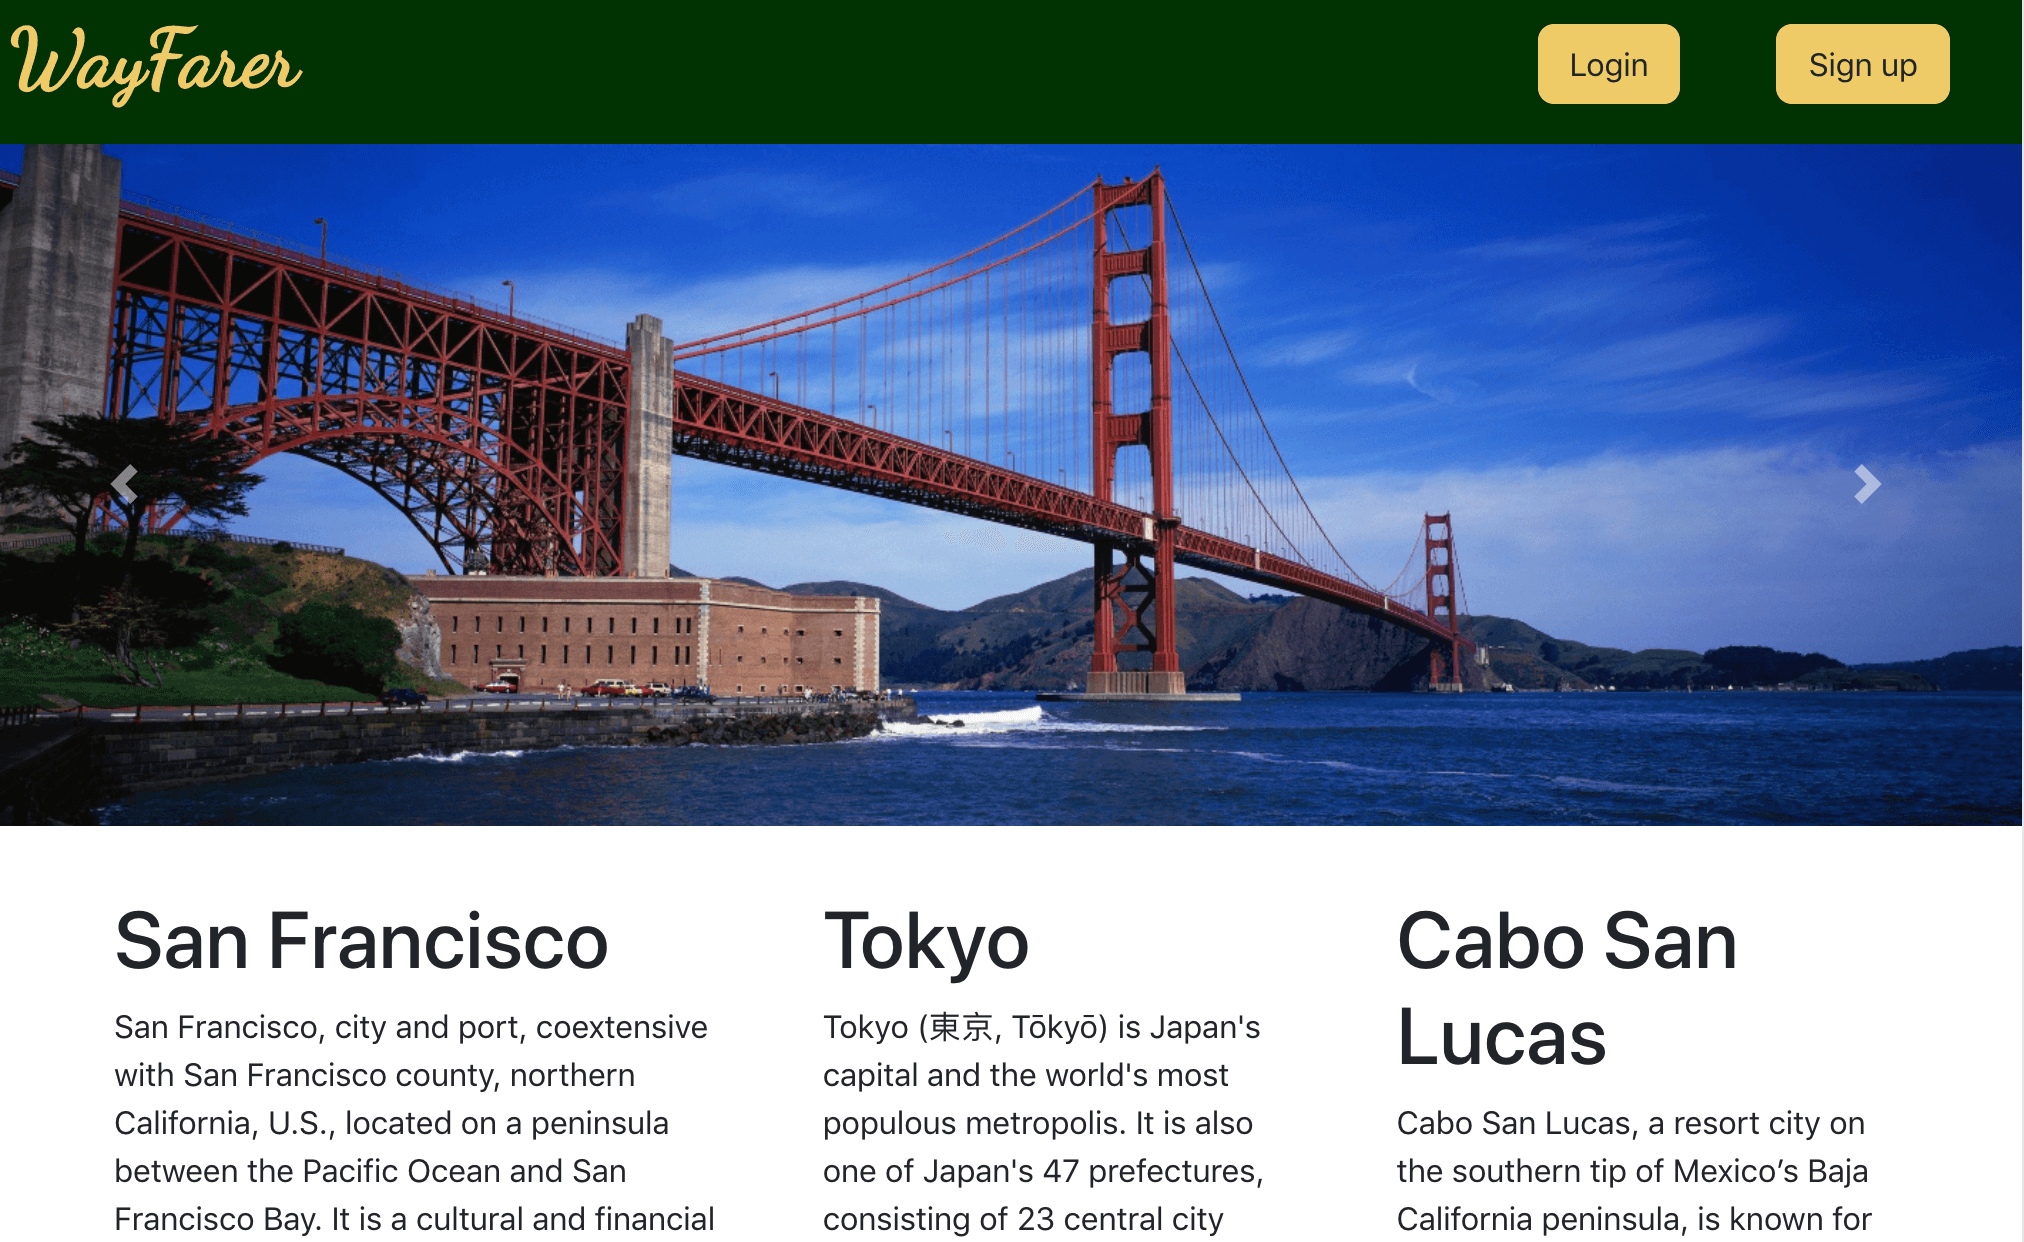 WayFarer
Login
Sign up
San Francisco
San Francisco, city and port, coextensive
with San Francisco county, northern
California, U.S., located on a peninsula
between the Pacific Ocean and San
Francisco Bay. It is a cultural and financial
Tokyo
Tokyo (東京, Tōkyō) is Japan's
capital and the world's most
populous metropolis. It is also
one of Japan's 47 prefectures,
consisting of 23 central city
Cabo San
Lucas
Cabo San Lucas, a resort city on
the southern tip of Mexico’s Baja
California peninsula, is known for